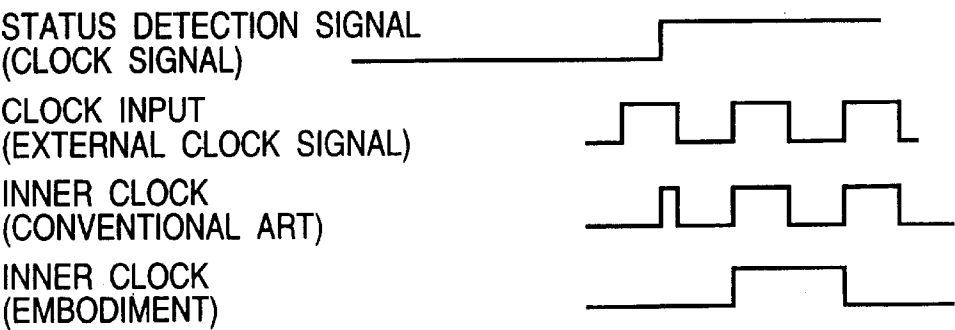 STATUS DETECTION SIGNAL
(CLOCK SIGNAL)
CLOCK INPUT
(EXTERNAL CLOCK SIGNAL)
INNER CLOCK
(CONVENTIONAL ART)
INNER CLOCK
(EMBODIMENT)